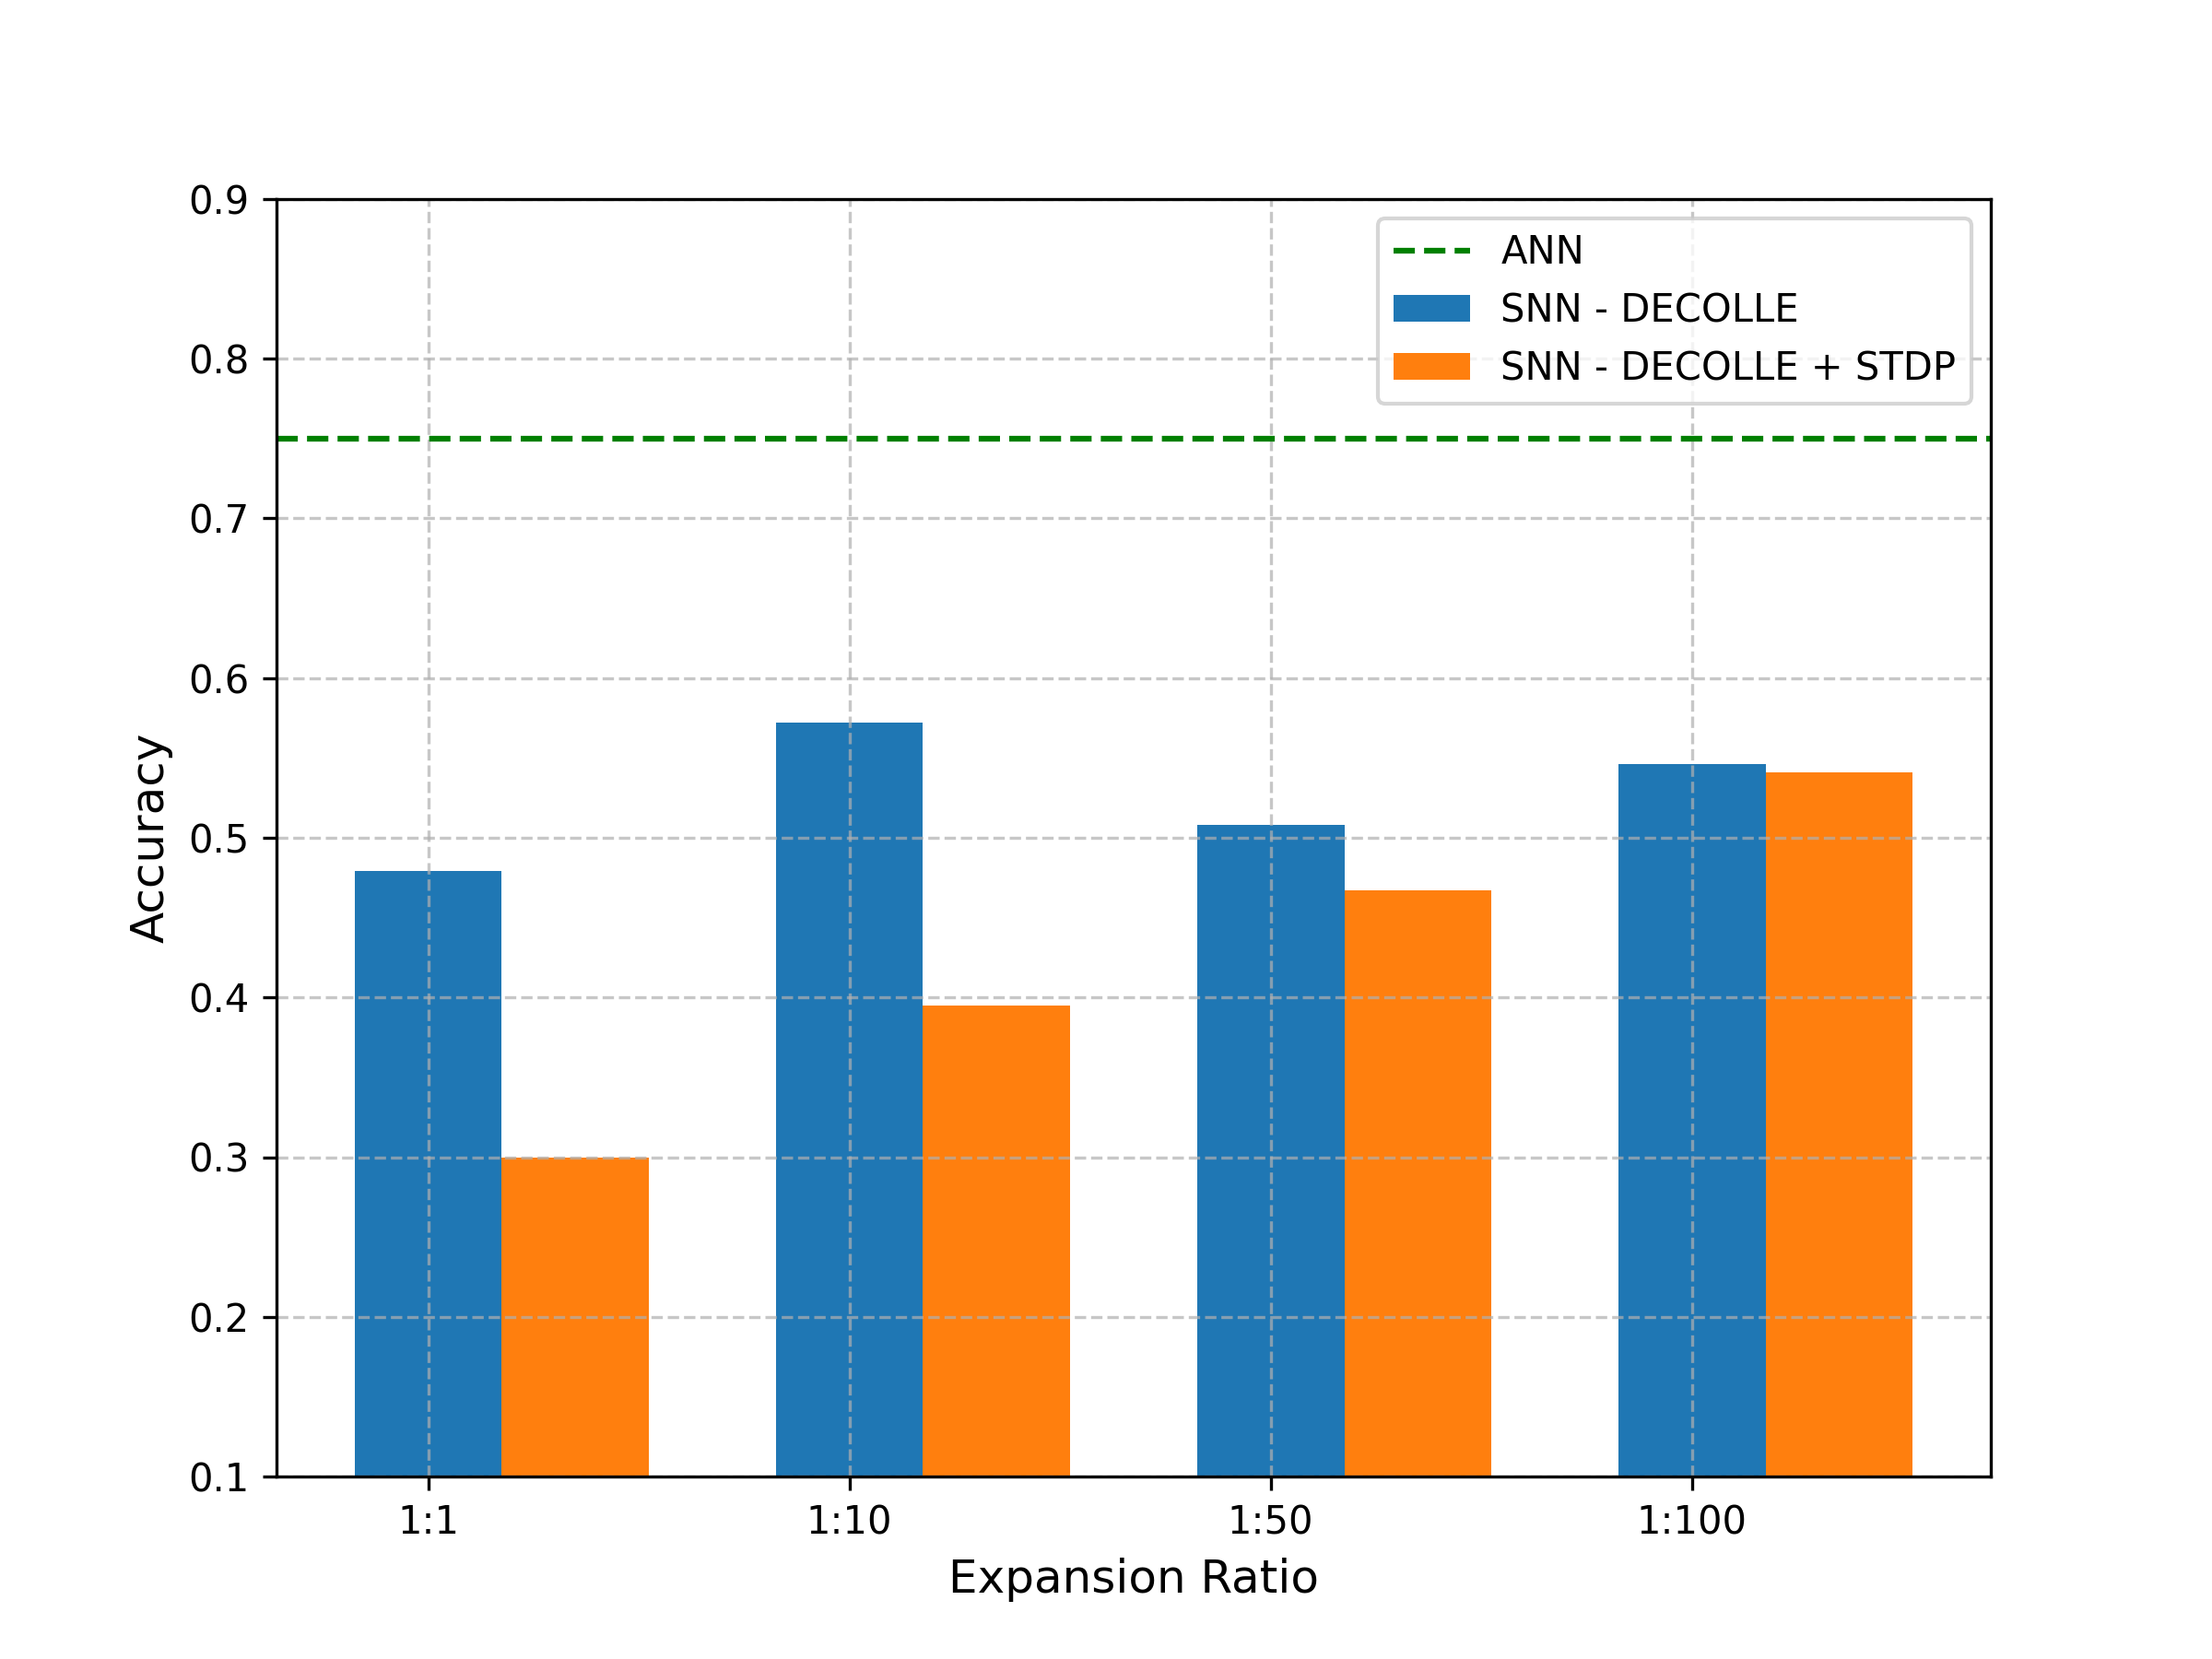 0.9
0.8
0.7
0.6
0.5
0.4
0.3
0.2
0.1
Accuracy
ANN
SNN - DECOLLE
SNN - DECOLLE + STDP
1:1 1:10 1:50 1:100
Expansion Ratio